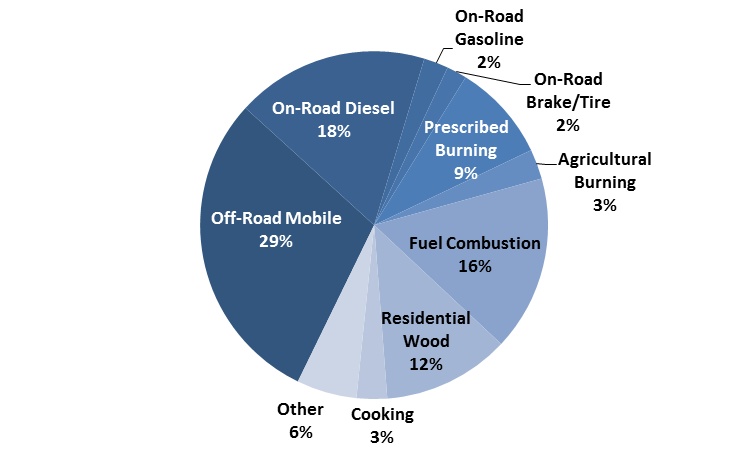 On-Road
Gasoline
2%
On-Road
Brake/Tire
2%
On-Road Diesel
18%
Prescribed
Burning
9%
Agricultural
Burning
3%
Off-Road Mobile
29%
Fuel Combustion
16%
Residential
Wood
12%
Other
6%
Cooking
3%